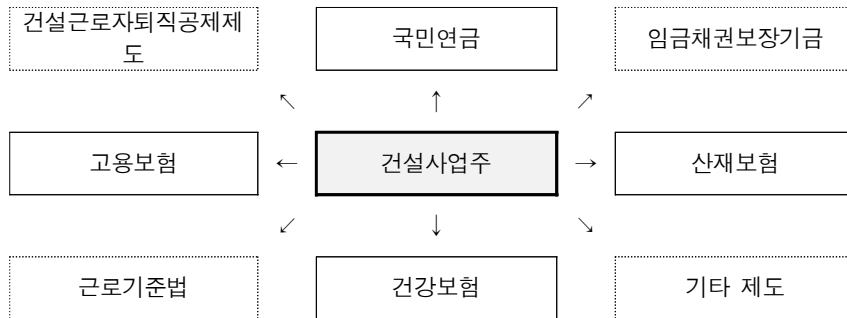 건설근로자퇴직공제제
도
국민연금
임금채권보장기금
↖ ↑ ↗
고용보험 ← 건설사업주 → 산재보험
↙ ↓ ↘
근로기준법
건강보험
기타 제도